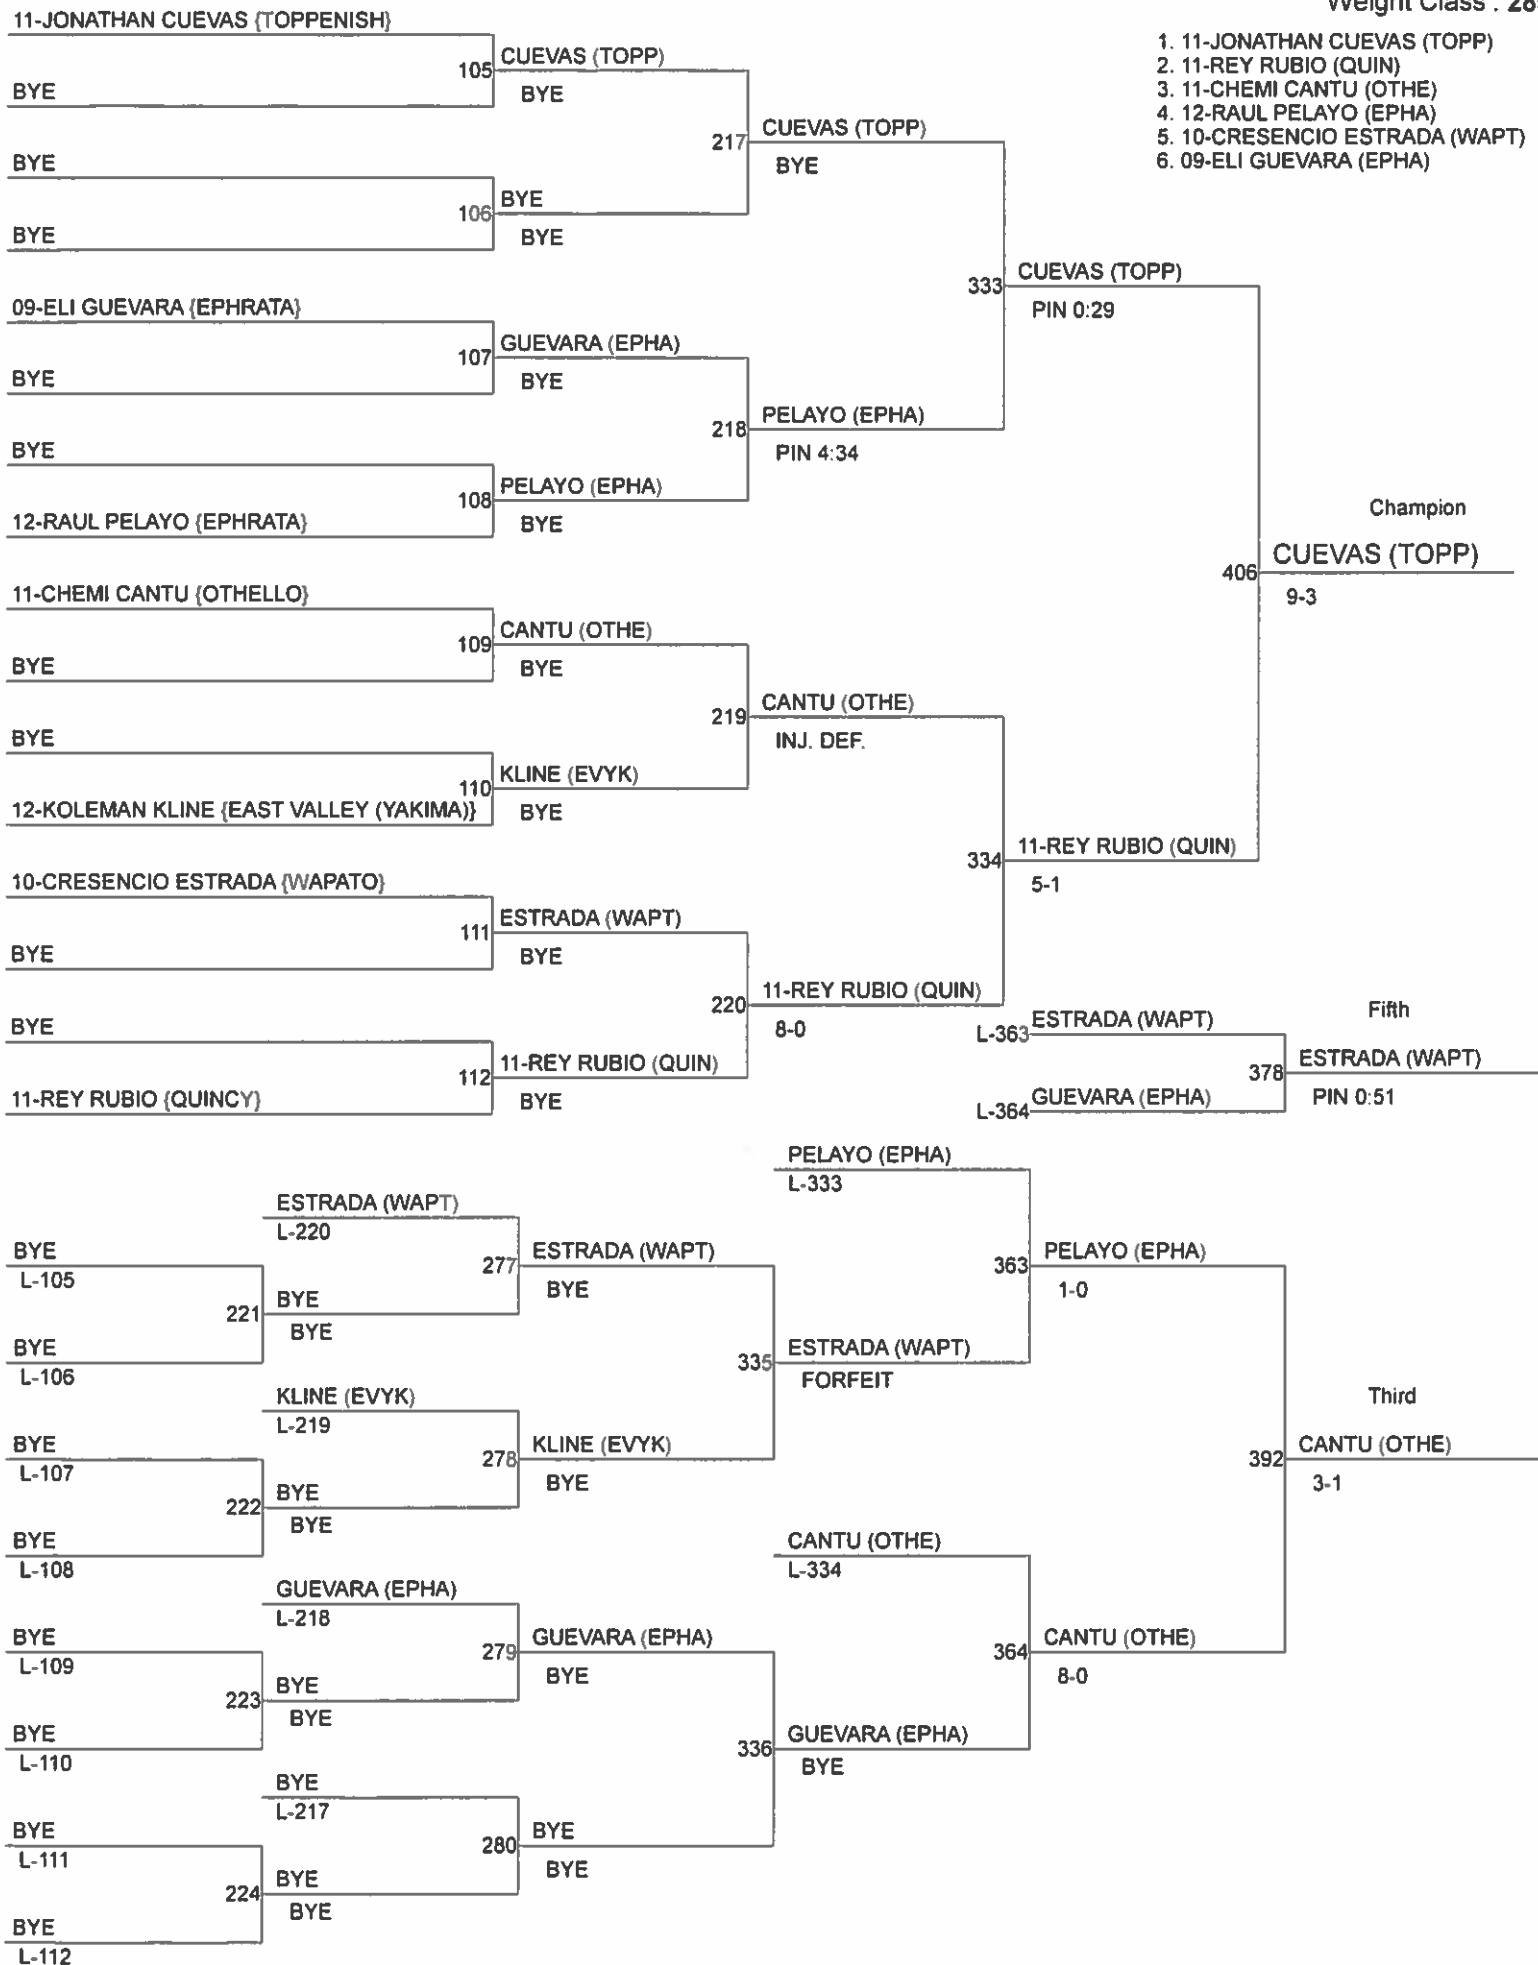 Weight Class : 28
1. 11-JONATHAN CUEVAS (TOPP)
2. 11-REY RUBIO (QUIN)
3. 11-CHEMI CANTU (OTHE)
4. 12-RAUL PELAYO (EPHA)
5. 10-CRESENCIO ESTRADA (WAPT)
6. 09-ELI GUEVARA (EPHA)
11-JONATHAN CUEVAS {TOPPENISH}
105 CUEVAS (TOPP)
BYE
BYE
217 CUEVAS (TOPP)
BYE
BYE
106 BYE
BYE
BYE
333 CUEVAS (TOPP)
PIN 0:29
09-ELI GUEVARA {EPHRATA}
107 GUEVARA (EPHA)
BYE
BYE
218 PELAYO (EPHA)
PIN 4:34
BYE
108 PELAYO (EPHA)
12-RAUL PELAYO {EPHRATA}
BYE
Champion
406 CUEVAS (TOPP)
9-3
11-CHEMI CANTU {OTHELLO}
109 CANTU (OTHE)
BYE
BYE
219 CANTU (OTHE)
INJ. DEF.
BYE
110 KLINE (EVYK)
12-KOLEMAN KLINE {EAST VALLEY (YAKIMA)}
BYE
334 11-REY RUBIO (QUIN)
5-1
10-CRESENCIO ESTRADA {WAPATO}
111 ESTRADA (WAPT)
BYE
BYE
220 11-REY RUBIO (QUIN)
8-0
BYE
112 11-REY RUBIO (QUIN)
11-REY RUBIO {QUINCY}
BYE
Fifth
L-363 ESTRADA (WAPT)
378 ESTRADA (WAPT)
PIN 0:51
L-364 GUEVARA (EPHA)
PELAYO (EPHA)
L-333
ESTRADA (WAPT)
L-220
BYE
L-105
277 ESTRADA (WAPT)
BYE
363 PELAYO (EPHA)
1-0
221 BYE
BYE
BYE
L-106
335 ESTRADA (WAPT)
FORFEIT
KLINE (EVYK)
L-219
Third
BYE
L-107
278 KLINE (EVYK)
BYE
392 CANTU (OTHE)
3-1
222 BYE
BYE
BYE
L-108
CANTU (OTHE)
L-334
GUEVARA (EPHA)
L-218
BYE
L-109
279 GUEVARA (EPHA)
BYE
364 CANTU (OTHE)
8-0
223 BYE
BYE
BYE
L-110
336 GUEVARA (EPHA)
BYE
BYE
L-217
BYE
L-111
280 BYE
BYE
224 BYE
BYE
BYE
L-112